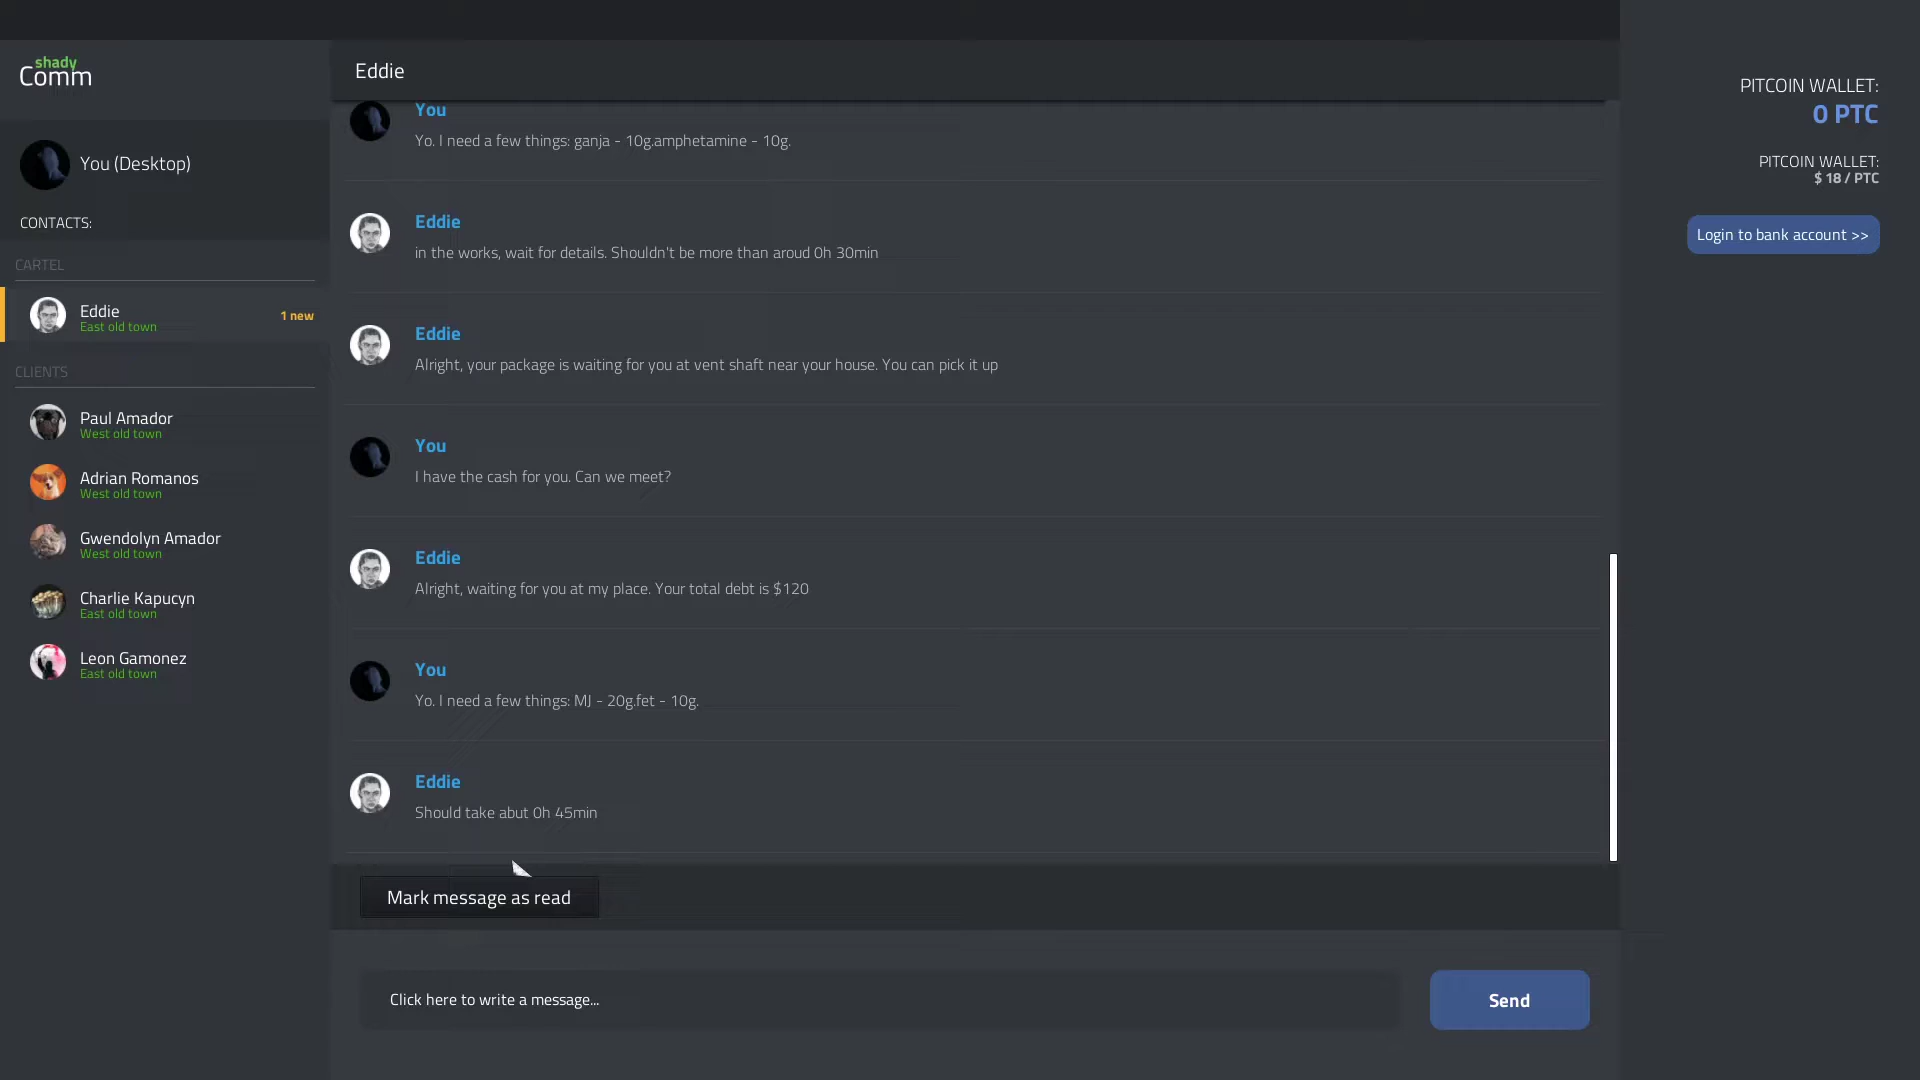 shady
Comm
You (Desktop)
CONTACTS:
CARTEL
Eddie
East old town
1 new
CLIENTS
Paul Amador
West old town
Adrian Romanos
West old town
Gwendolyn Amador
West old town
Charlie Kapucyn
East old town
Leon Gamonez
East old town
Eddie
You
Yo. I need a few things: ganja - 10g.amphetamine - 10g.
Eddie
in the works, wait for details. Shouldn't be more than aroud 0h 30min
Eddie
Alright, your package is waiting for you at vent shaft near your house. You can pick it up
You
I have the cash for you. Can we meet?
Eddie
Alright, waiting for you at my place. Your total debt is $120
You
Yo. I need a few things: MJ - 20g.fet - 10g.
Eddie
Should take abut 0h 45min
Mark message as read
Click here to write a message...
Send
PITCOIN WALLET:
0 PTC
PITCOIN WALLET:
$ 18 / PTC
Login to bank account >>